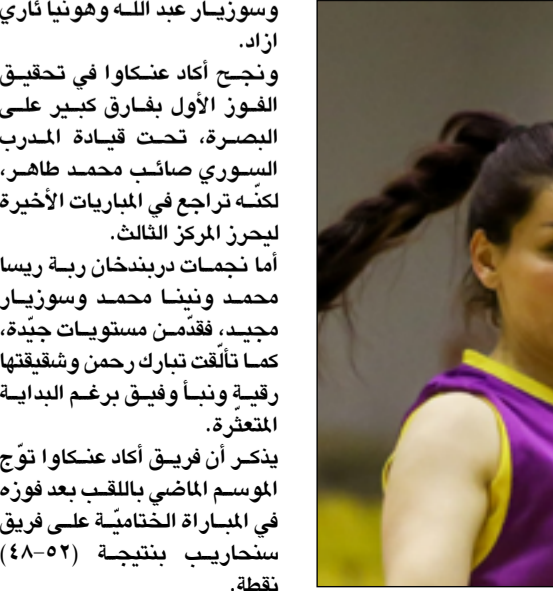 وسوزيار عبد الله وهونيا ئاري
ازاد.
ونجح أكاد عنكاوا في تحقيق
الفوز الأول بفارق كبير على
البصرة، تحت قيادة المدرب
السوري صائب محمد طاهر،
لكنّه تراجع في المباريات الأخيرة
ليحرز المركز الثالث.
أما نجمات دربندخان ربة ريسا
محمد ونينا محمد وسوزيار
مجيد، فقدّمن مستويات جيّدة،
كما تألّقت تبارك رحمن وشقيقتها
رقية ونبأ وفيق برغم البداية
المتعثّرة.
يذكر أن فريق أكاد عنكاوا توّج
الموسم الماضي باللقب بعد فوزه
في المباراة الختاميّة على فريق
سنحاريب بنتيجة (٥٢-٤٨)
نقطة.